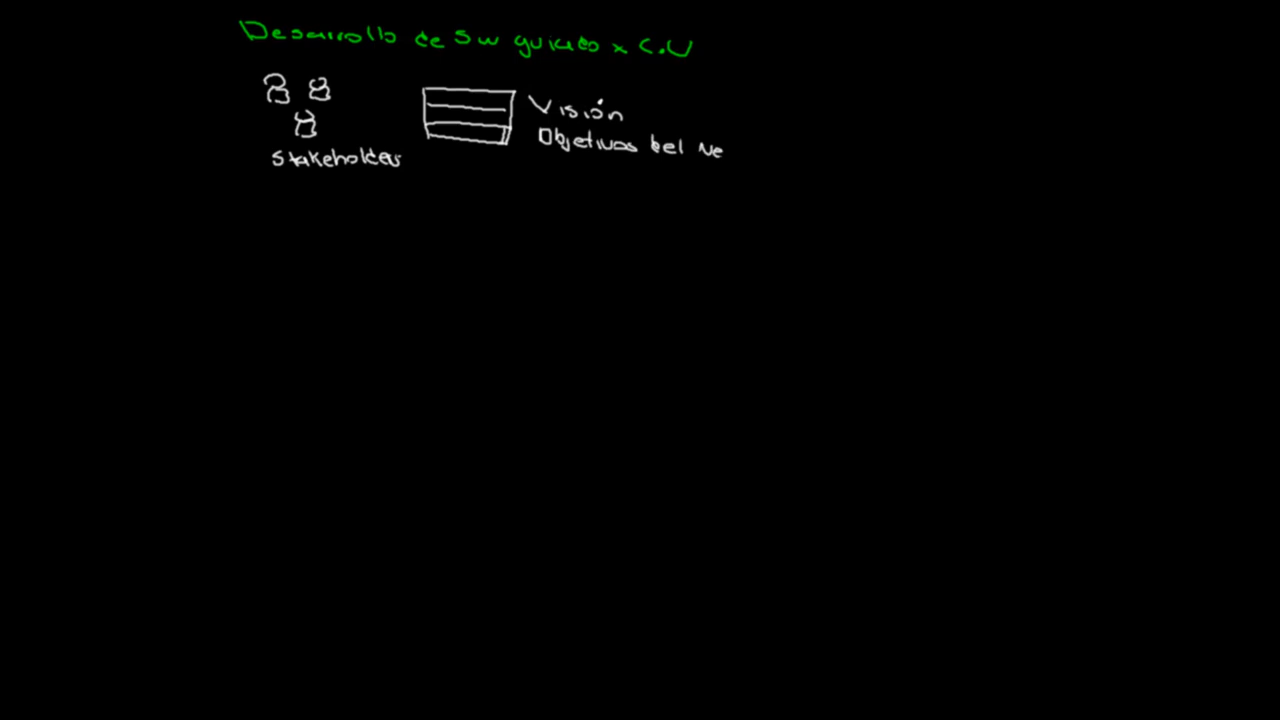 Desarrollo de SW guiado x C.U
Visión
Objetivos del Ne
Stakeholders